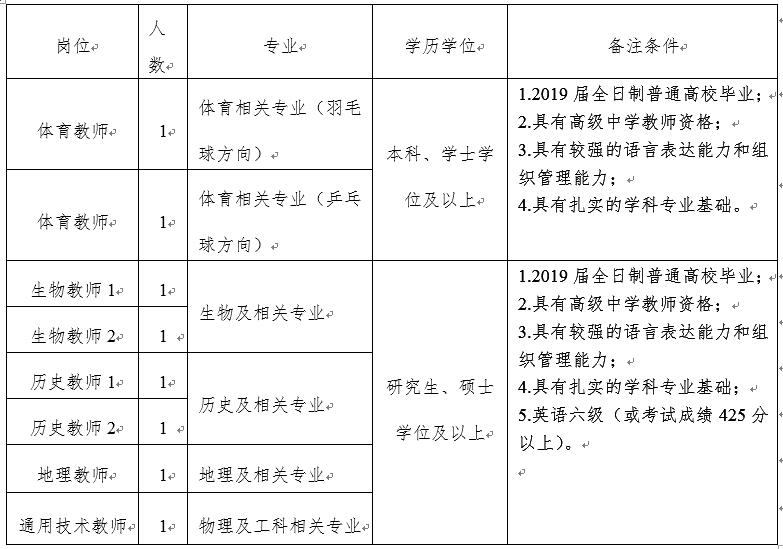 岗位
人
数
专业
学历学位
备注条件
体育教师
1
体育相关专业（羽毛
球方向）
本科、学士学
位及以上
1.2019 届全日制普通高校毕业；
2.具有高级中学教师资格；
3.具有较强的语言表达能力和组
织管理能力；
4.具有扎实的学科专业基础。
体育教师
1
体育相关专业（乒乓
球方向）
生物教师 1
1
生物及相关专业
研究生、硕士
学位及以上
1.2019 届全日制普通高校毕业；
2.具有高级中学教师资格；
3.具有较强的语言表达能力和组
织管理能力；
4.具有扎实的学科专业基础；
5.英语六级（或考试成绩 425 分
以上）。
生物教师 2
1
历史教师 1
1
历史及相关专业
历史教师 2
1
地理教师
1
地理及相关专业
通用技术教师
1
物理及工科相关专业